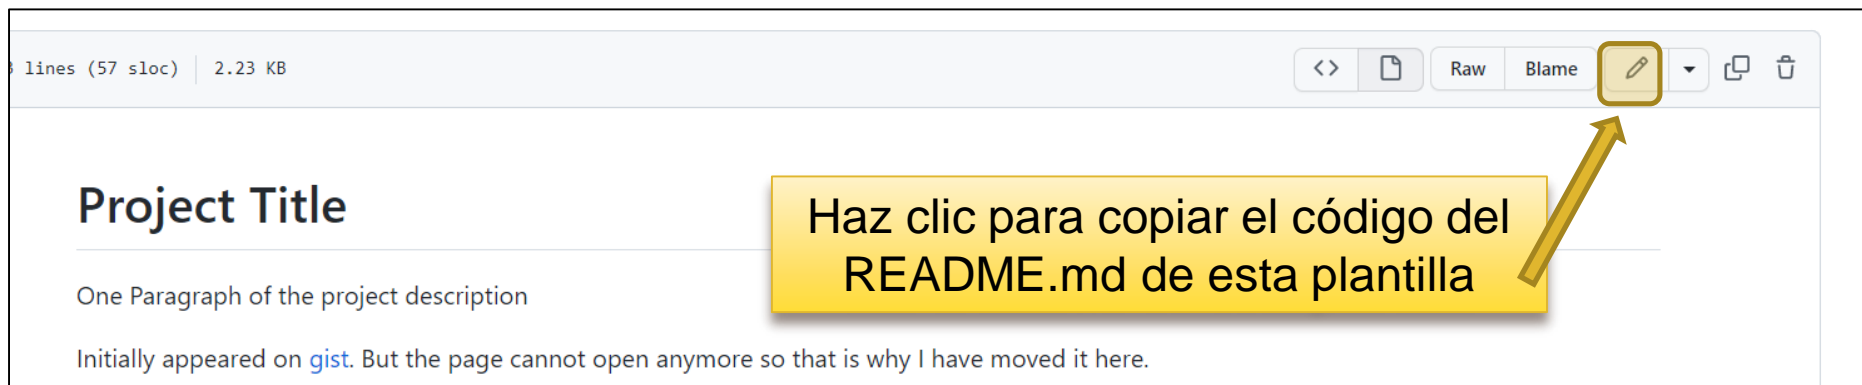 lines (57 sloc) 2.23 KB
<> Raw Blame
Project Title
Haz clic para copiar el código del
README.md de esta plantilla
One Paragraph of the project description
Initially appeared on gist. But the page cannot open anymore so that is why I have moved it here.